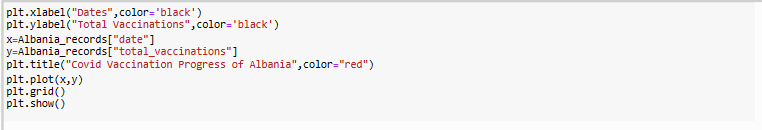 plt.xlabel("Dates",color='black')
plt.ylabel("Total Vaccinations",color='black')
x=Albania_records["date"]
y=Albania_records["total_vaccinations"]
plt.title("Covid Vaccination Progress of Albania",color="red")
plt.plot(x,y)
plt.grid()
plt.show()